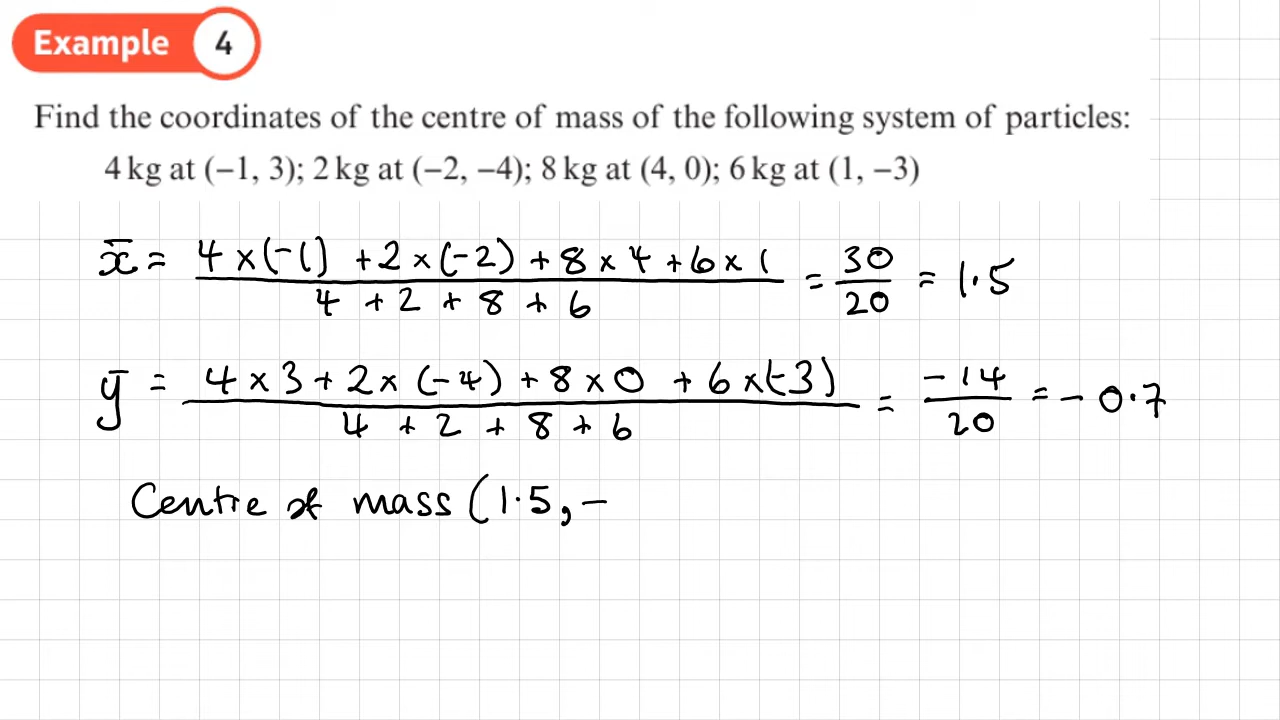 Example 4
Find the coordinates of the centre of mass of the following system of particles:
4 kg at (−1, 3); 2 kg at (−2, −4); 8 kg at (4, 0); 6 kg at (1, −3)
x̄ = 4 × (-1) + 2 × (-2) + 8 × 4 + 6 × 1 / 4 + 2 + 8 + 6 = 30/20 = 1.5
ȳ = 4 × 3 + 2 × (-4) + 8 × 0 + 6 × (-3) / 4 + 2 + 8 + 6 = -14/20 = -0.7
Centre of mass (1.5, -